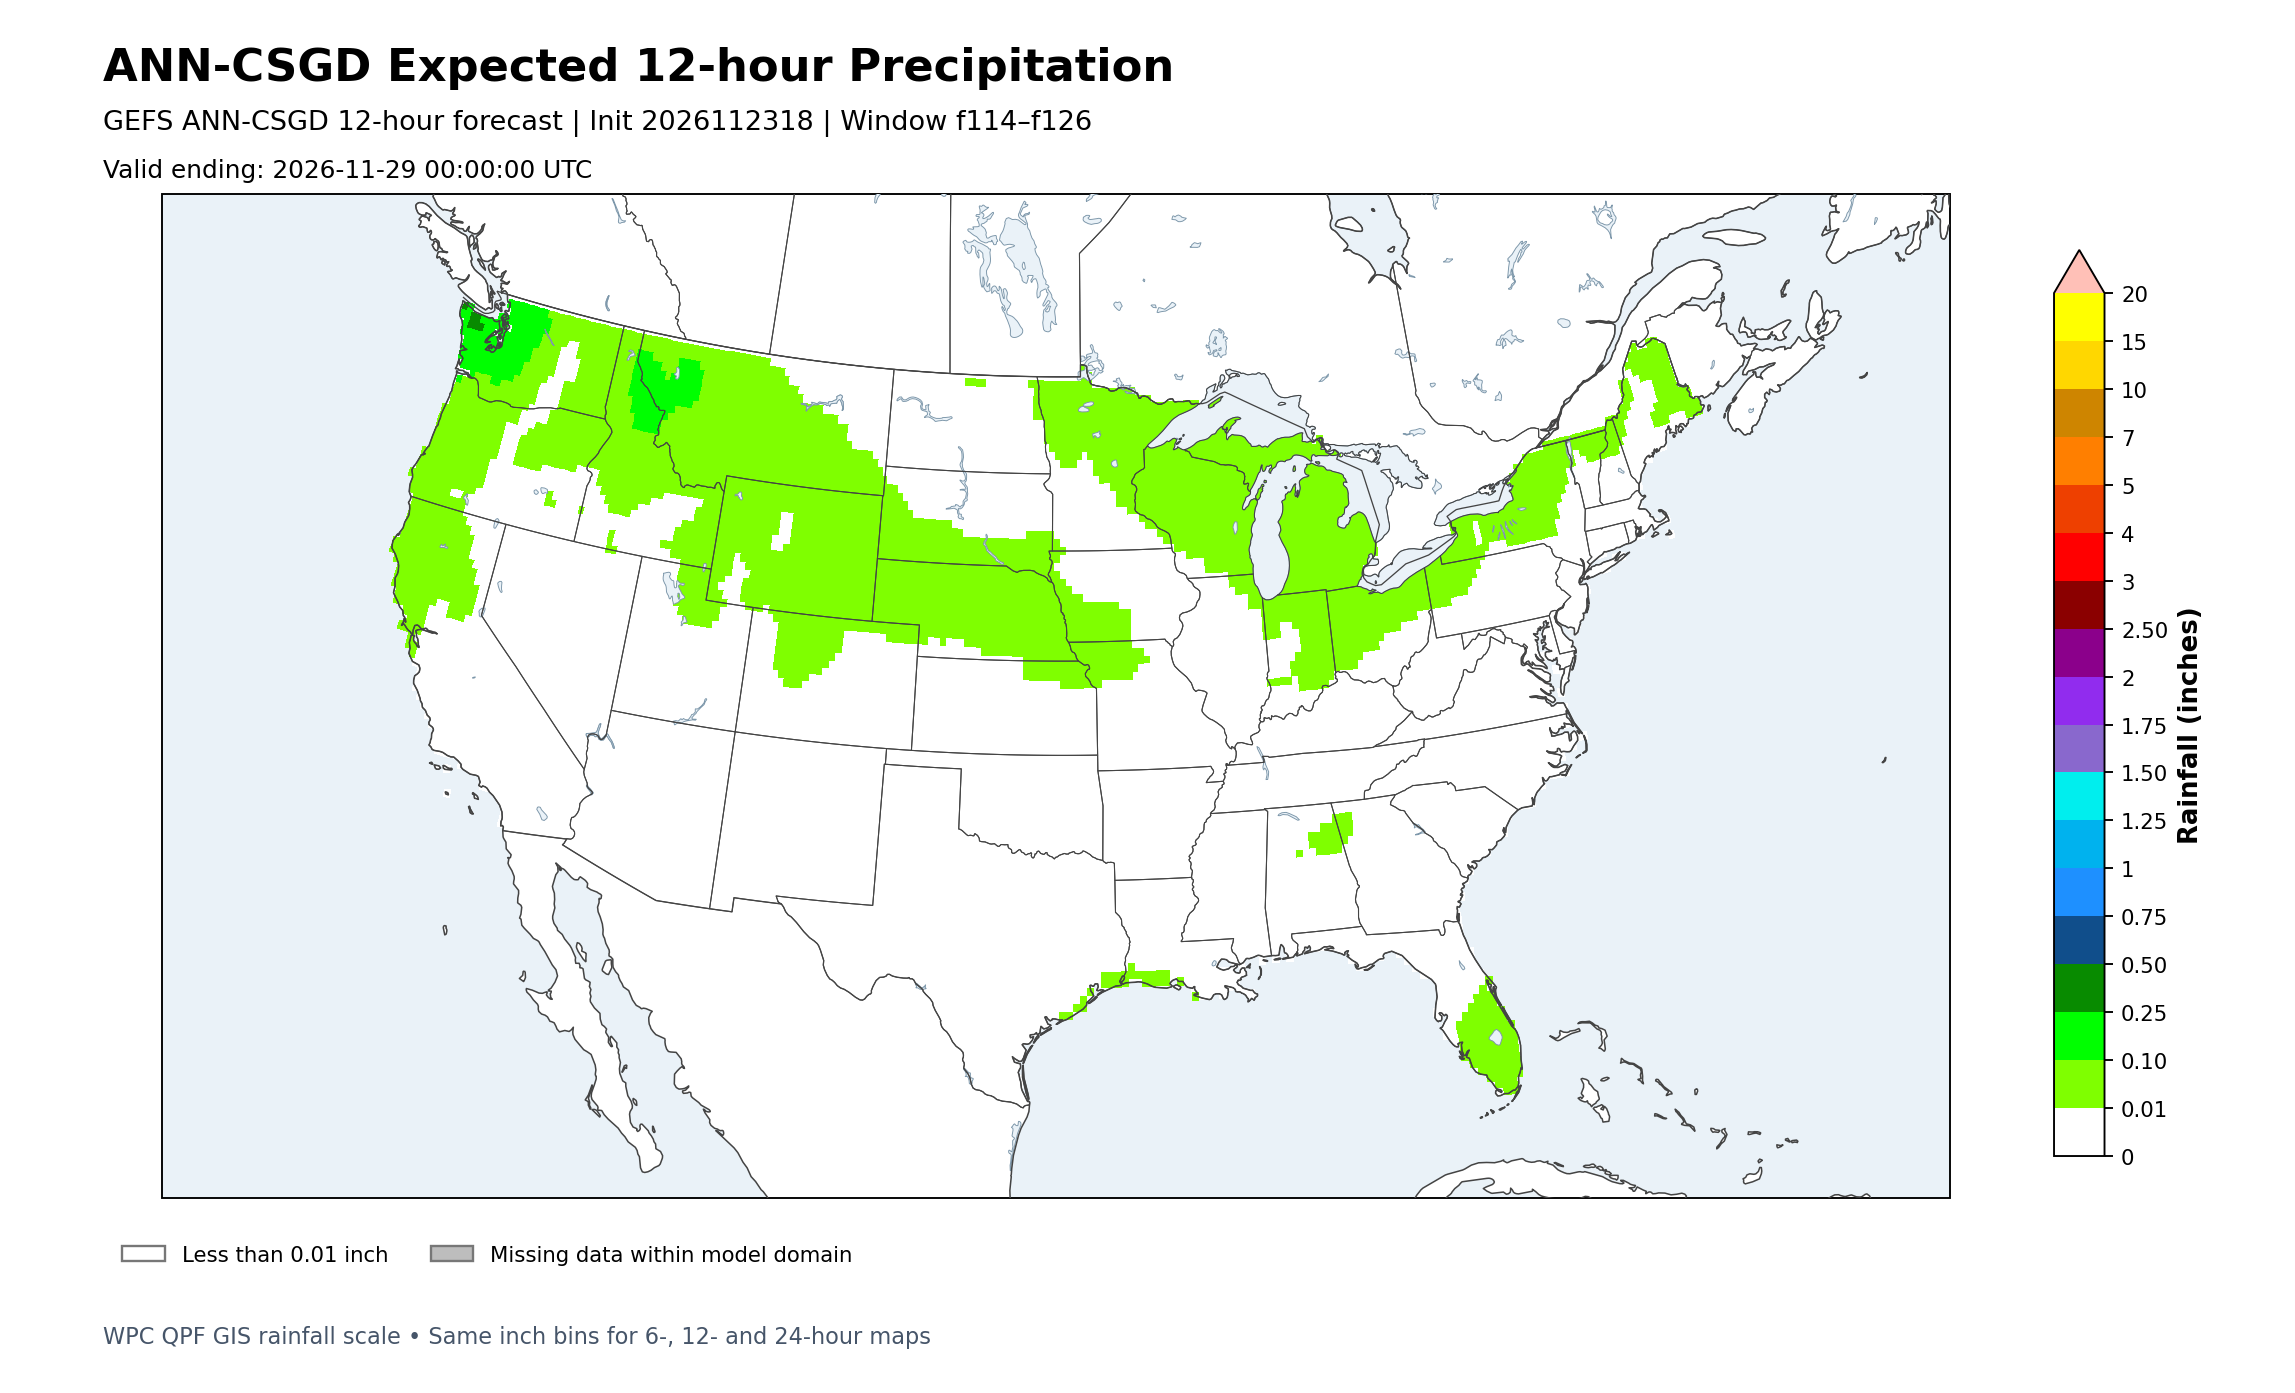 ANN-CSGD Expected 12-hour Precipitation
GEFS ANN-CSGD 12-hour forecast | Init 2026112318 | Window f114–f126
Valid ending: 2026-11-29 00:00:00 UTC
20
15
10
7
5
4
3
2.50
2
1.75
1.50
1.25
1
0.75
0.50
0.25
0.10
0.01
0
Rainfall (inches)
Less than 0.01 inch
Missing data within model domain
WPC QPF GIS rainfall scale • Same inch bins for 6-, 12- and 24-hour maps